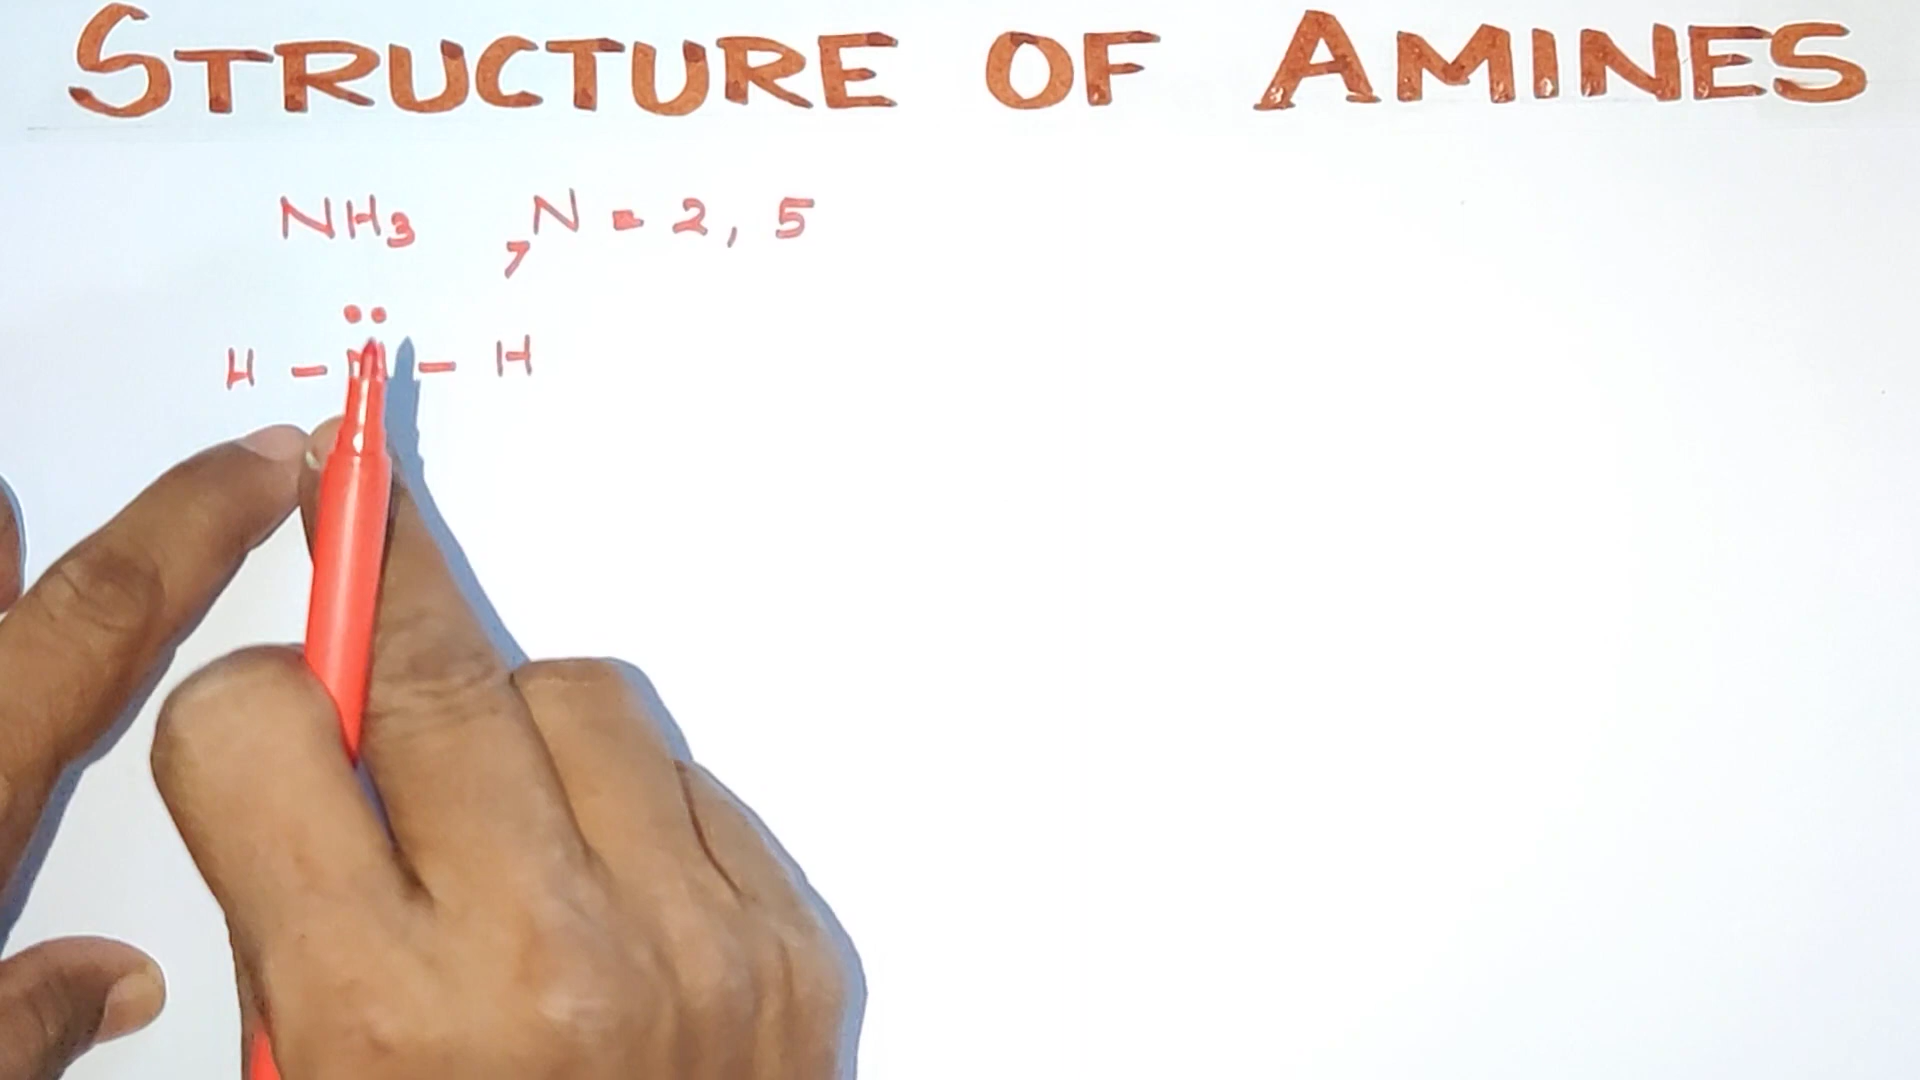 STRUCTURE OF AMINES
NH₃ ₇N = 2, 5
••
H – N – H